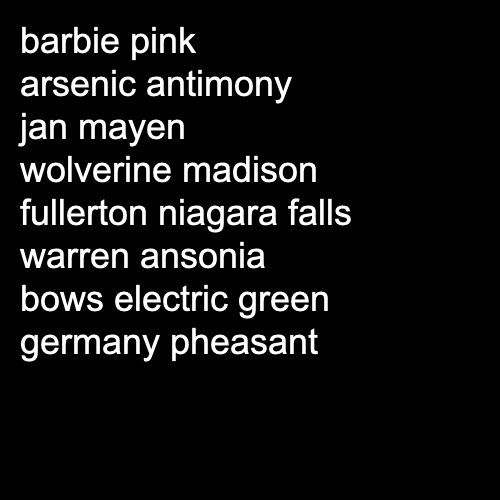 barbie pink
arsenic antimony
jan mayen
wolverine madison
fullerton niagara falls
warren ansonia
bows electric green
germany pheasant